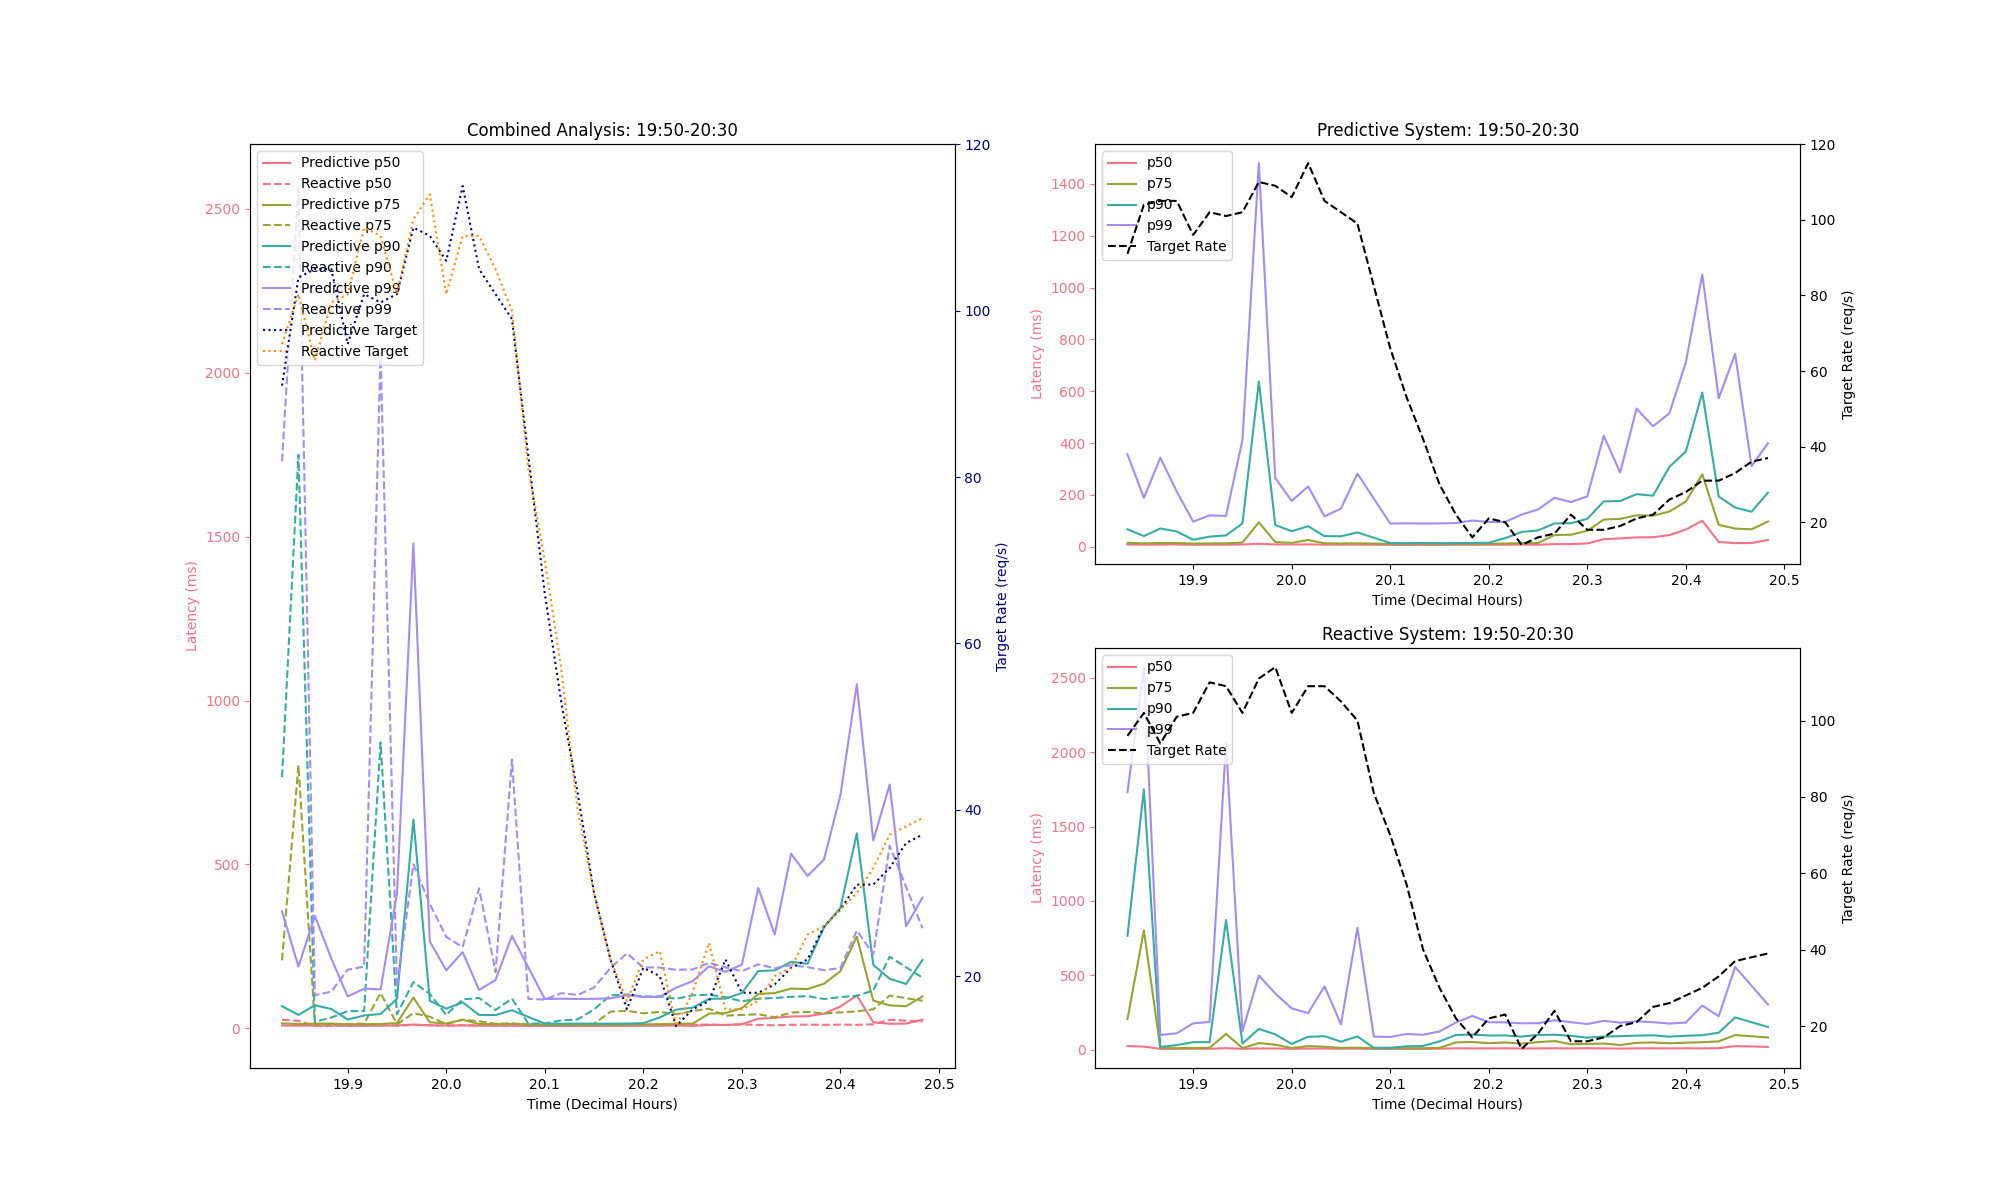 Combined Analysis: 19:50-20:30
Predictive p50
Reactive p50
Predictive p75
Reactive p75
Predictive p90
Reactive p90
Predictive p99
Reactive p99
Predictive Target
Reactive Target
2500
2000
1500
1000
500
0
Latency (ms)
120
100
80
60
40
20
Target Rate (req/s)
19.9 20.0 20.1 20.2 20.3 20.4 20.5
Time (Decimal Hours)
Predictive System: 19:50-20:30
p50
p75
p90
p99
Target Rate
1400
1200
1000
800
600
400
200
0
Latency (ms)
120
100
80
60
40
20
Target Rate (req/s)
19.9 20.0 20.1 20.2 20.3 20.4 20.5
Time (Decimal Hours)
Reactive System: 19:50-20:30
p50
p75
p90
p99
Target Rate
2500
2000
1500
1000
500
0
Latency (ms)
100
80
60
40
20
Target Rate (req/s)
19.9 20.0 20.1 20.2 20.3 20.4 20.5
Time (Decimal Hours)